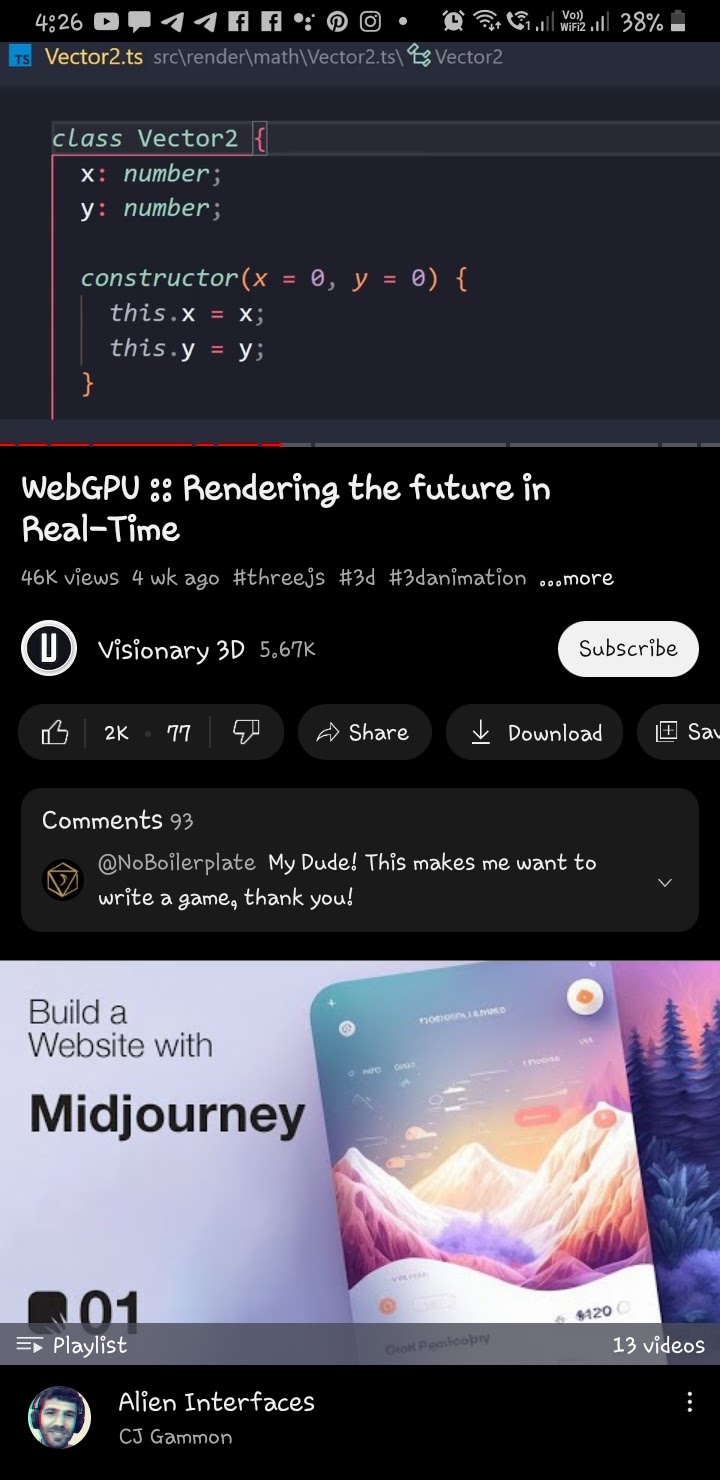 4:26
Vo))
WiFi2
38%
TS Vector2.ts src\render\math\Vector2.ts\ Vector2
class Vector2 {
x: number;
y: number;
constructor(x = 0, y = 0) {
this.x = x;
this.y = y;
}
WebGPU :: Rendering the future in
Real-Time
46K views 4 wk ago #threejs #3d #3danimation ...more
Visionary 3D 5.67K
Subscribe
2K • 77
Share
Download
Sav
Comments 93
@NoBoilerplate My Dude! This makes me want to
write a game, thank you!
Build a
Website with
Midjourney
01
$120
Playlist
13 videos
Alien Interfaces
CJ Gammon